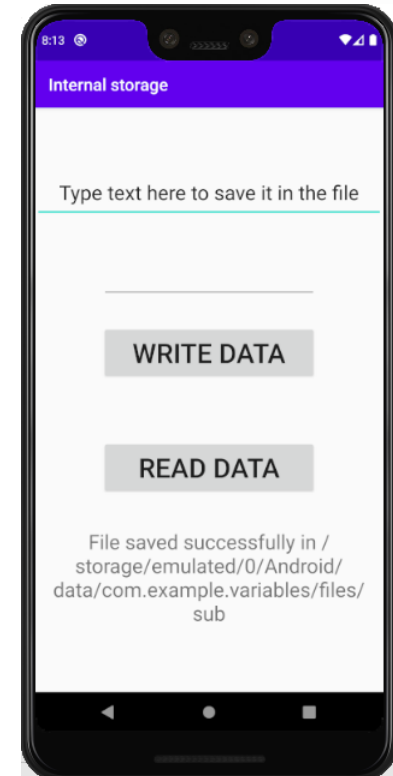 8:13
Internal storage
Type text here to save it in the file
WRITE DATA
READ DATA
File saved successfully in /
storage/emulated/0/Android/
data/com.example.variables/files/
sub